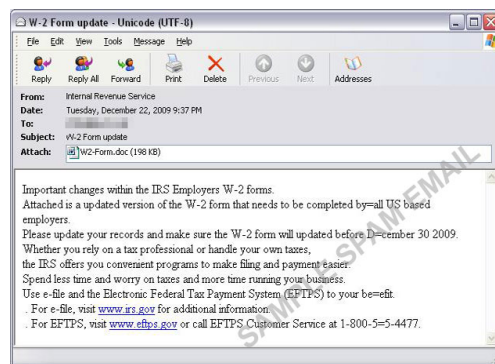 W-2 Form update - Unicode (UTF-8)
File Edit View Tools Message Help
Reply Reply All Forward Print Delete Previous Next Addresses
From: Internal Revenue Service
Date: Tuesday, December 22, 2009 9:37 PM
To:
Subject: W-2 Form update
Attach: W2-Form.doc (198 KB)
Important changes within the IRS Employers W-2 forms.
Attached is a updated version of the W-2 form that needs to be completed by=all US based
employers.
Please update your records and make sure the W-2 form will updated before D=cember 30 2009.
Whether you rely on a tax professional or handle your own taxes,
the IRS offers you convenient programs to make filing and payment easier.
Spend less time and worry on taxes and more time running your business.
Use e-file and the Electronic Federal Tax Payment System (EFTPS) to your be=efit.
. For e-file, visit www.irs.gov for additional information.
. For EFTPS, visit www.eftps.gov or call EFTPS Customer Service at 1-800-5=5-4477.
SAMPLE SPAM EMAIL